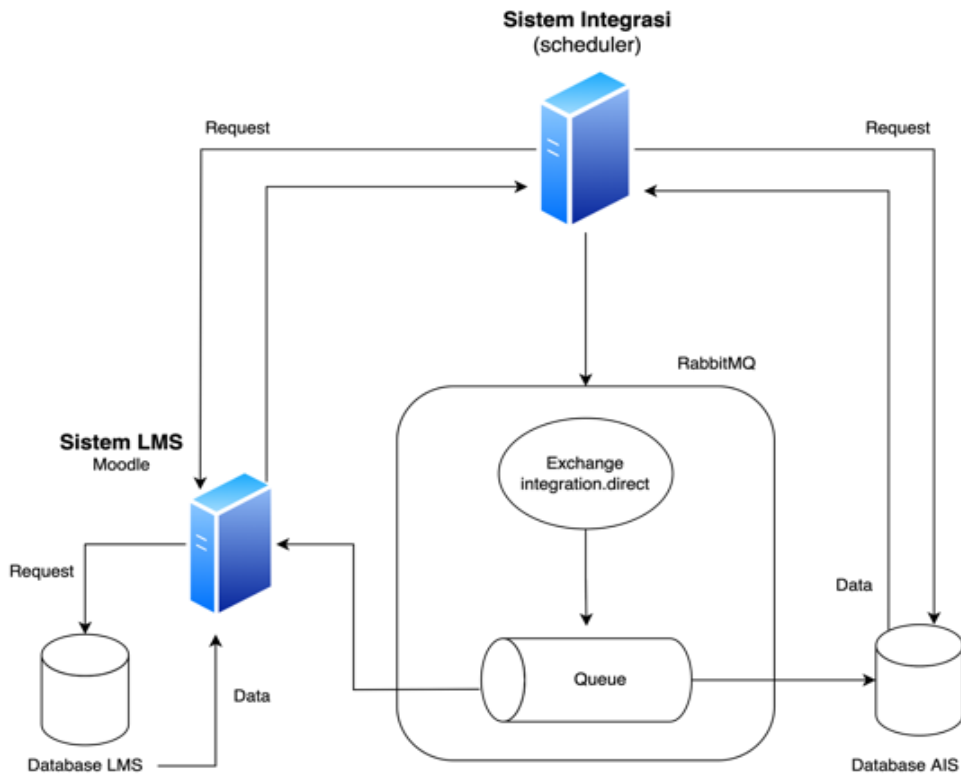 Sistem Integrasi
(scheduler)
Request
Request
RabbitMQ
Sistem LMS
Moodle
Exchange
integration.direct
Request
Data
Queue
Data
Database LMS
Database AIS